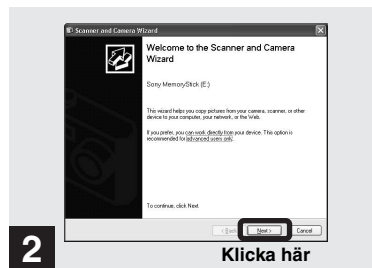 Scanner and Camera Wizard
Welcome to the Scanner and Camera
Wizard
Sony MemoryStick (E:)
This wizard helps you copy pictures from your camera, scanner, or other
device to your computer, your network, or the Web.
If you prefer, you can work directly from your device. This option is
recommended for advanced users only.
To continue, click Next.
< Back
Next >
Cancel
2
Klicka här